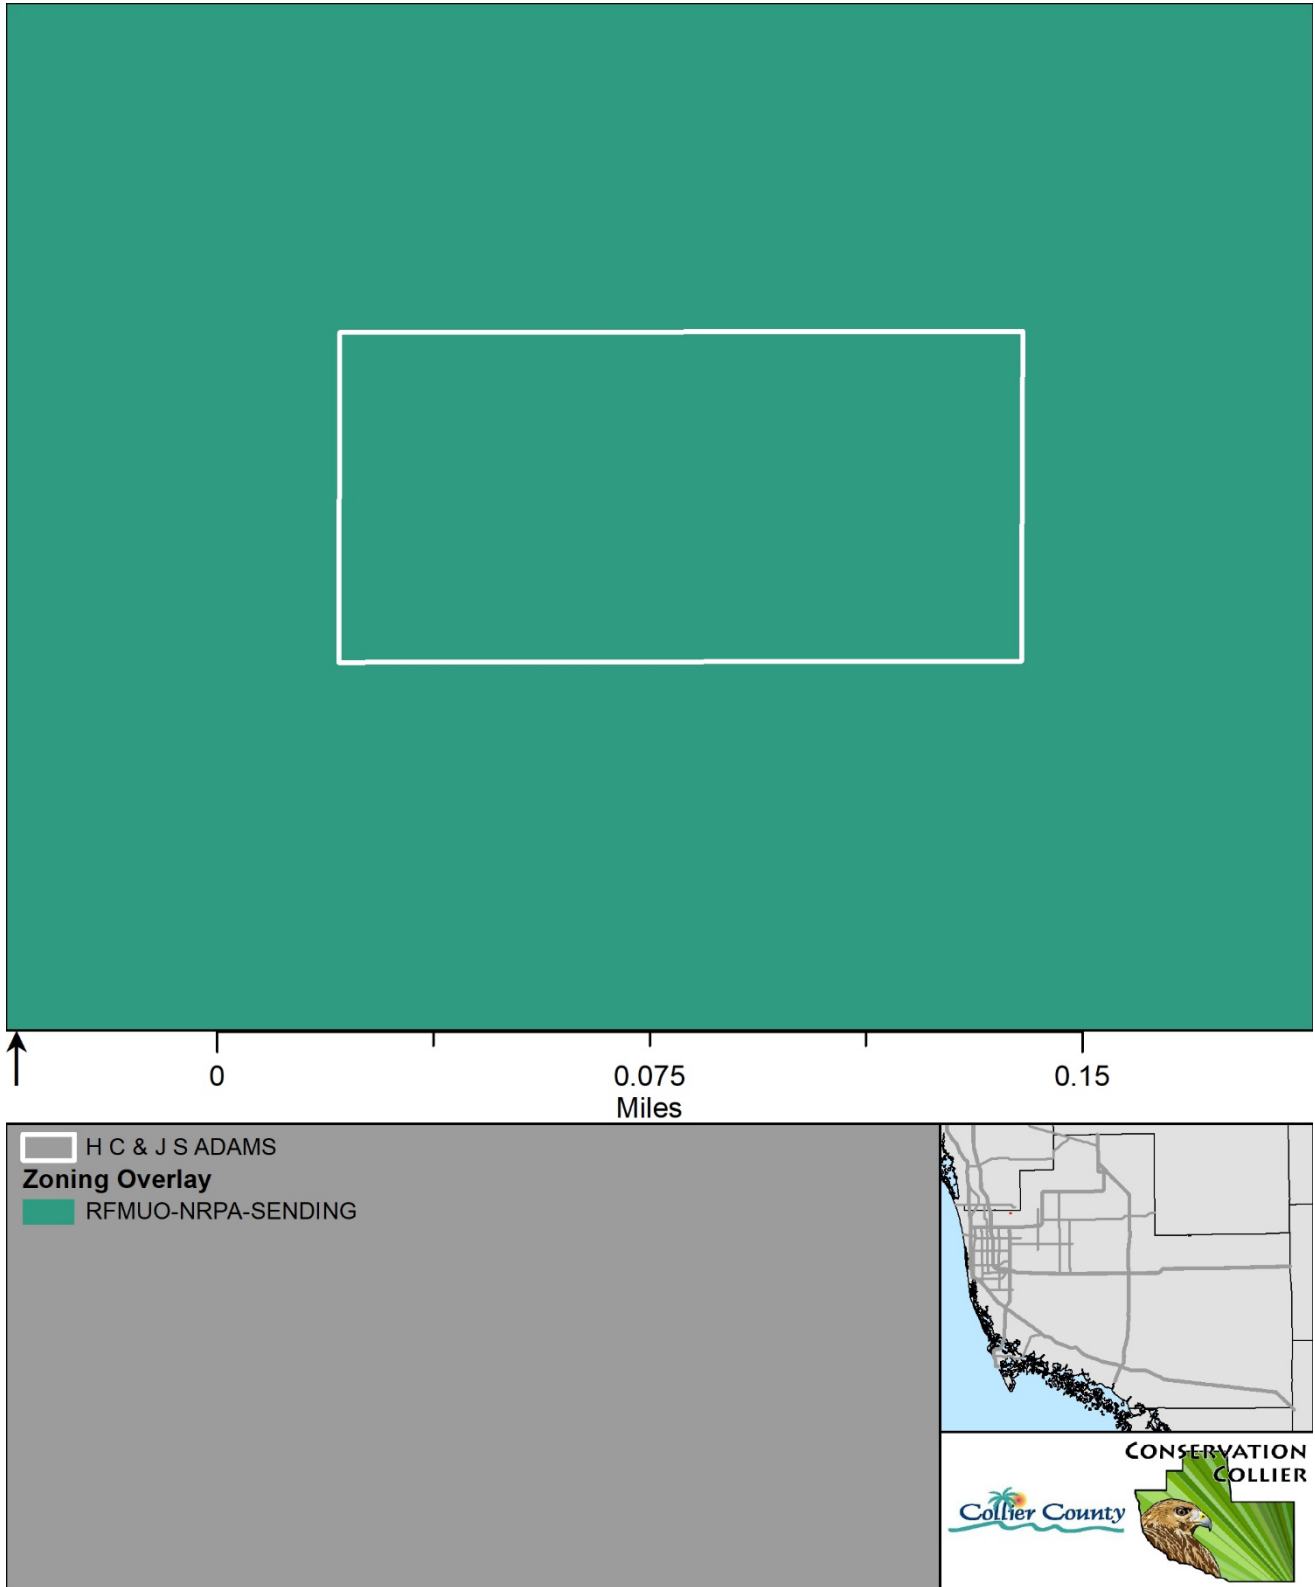 0 0.075 0.15
Miles
H C & J S ADAMS
Zoning Overlay
RFMUO-NRPA-SENDING
CONSERVATION
COLLIER
Collier County